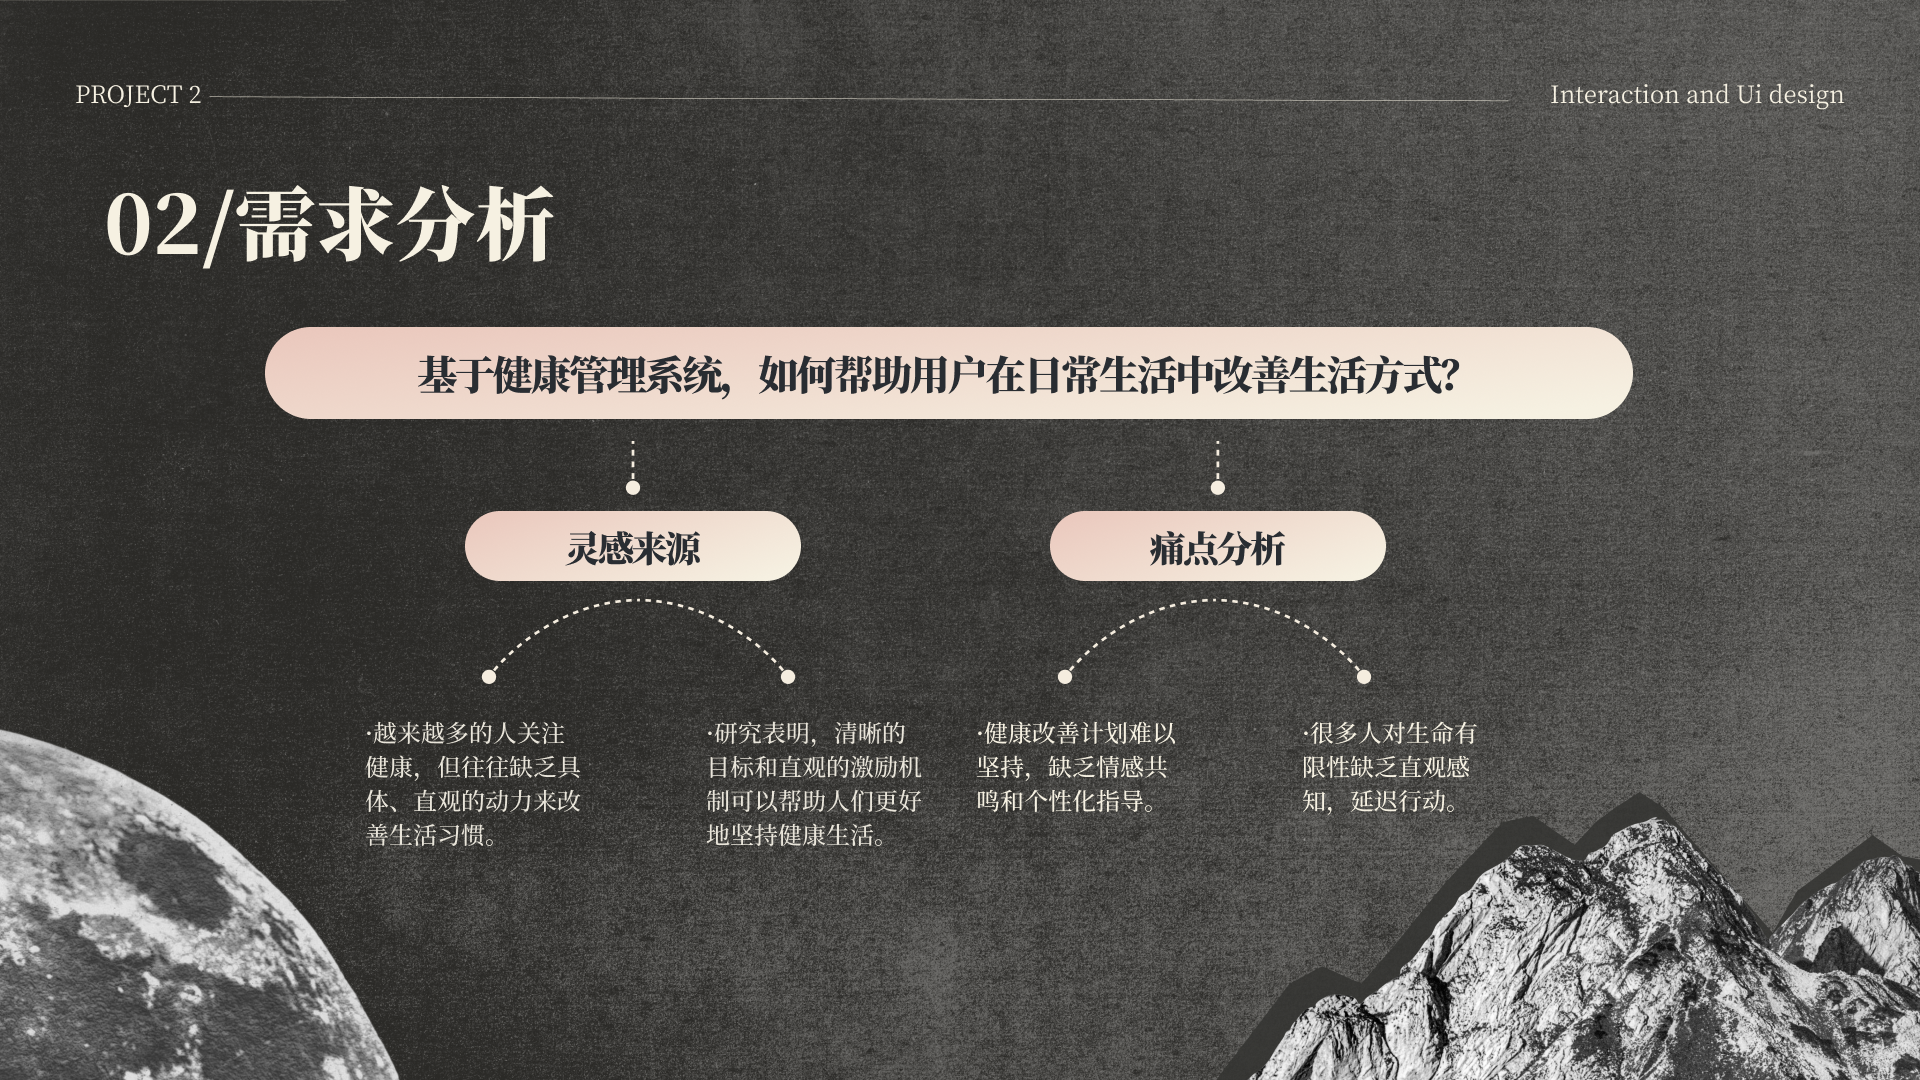 PROJECT 2
Interaction and Ui design
02/需求分析
基于健康管理系统，如何帮助用户在日常生活中改善生活方式？
灵感来源
痛点分析
·越来越多的人关注
健康，但往往缺乏具
体、直观的动力来改
善生活习惯。
·研究表明，清晰的
目标和直观的激励机
制可以帮助人们更好
地坚持健康生活。
·健康改善计划难以
坚持，缺乏情感共
鸣和个性化指导。
·很多人对生命有
限性缺乏直观感
知，延迟行动。